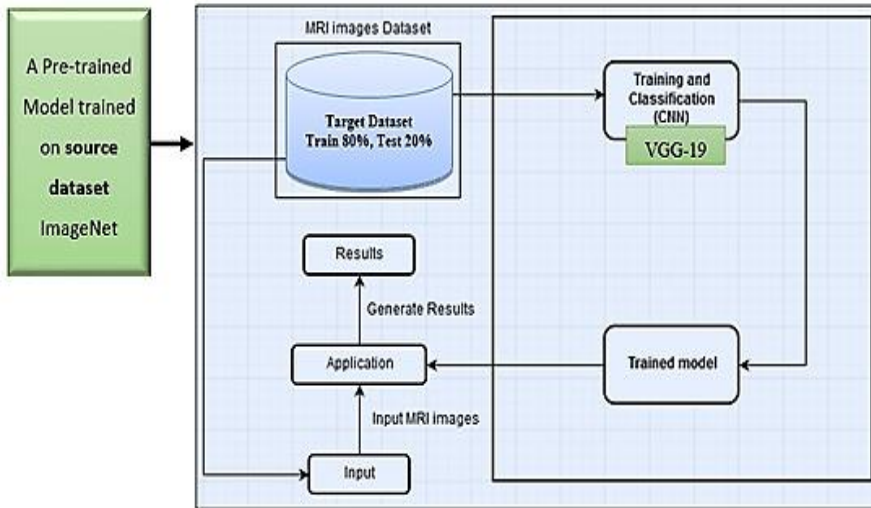 A Pre-trained
Model trained
on source
dataset
ImageNet
MRI images Dataset
Target Dataset
Train 80%, Test 20%
Training and
Classification
(CNN)
VGG-19
Results
Generate Results
Application
Trained model
Input MRI images
Input